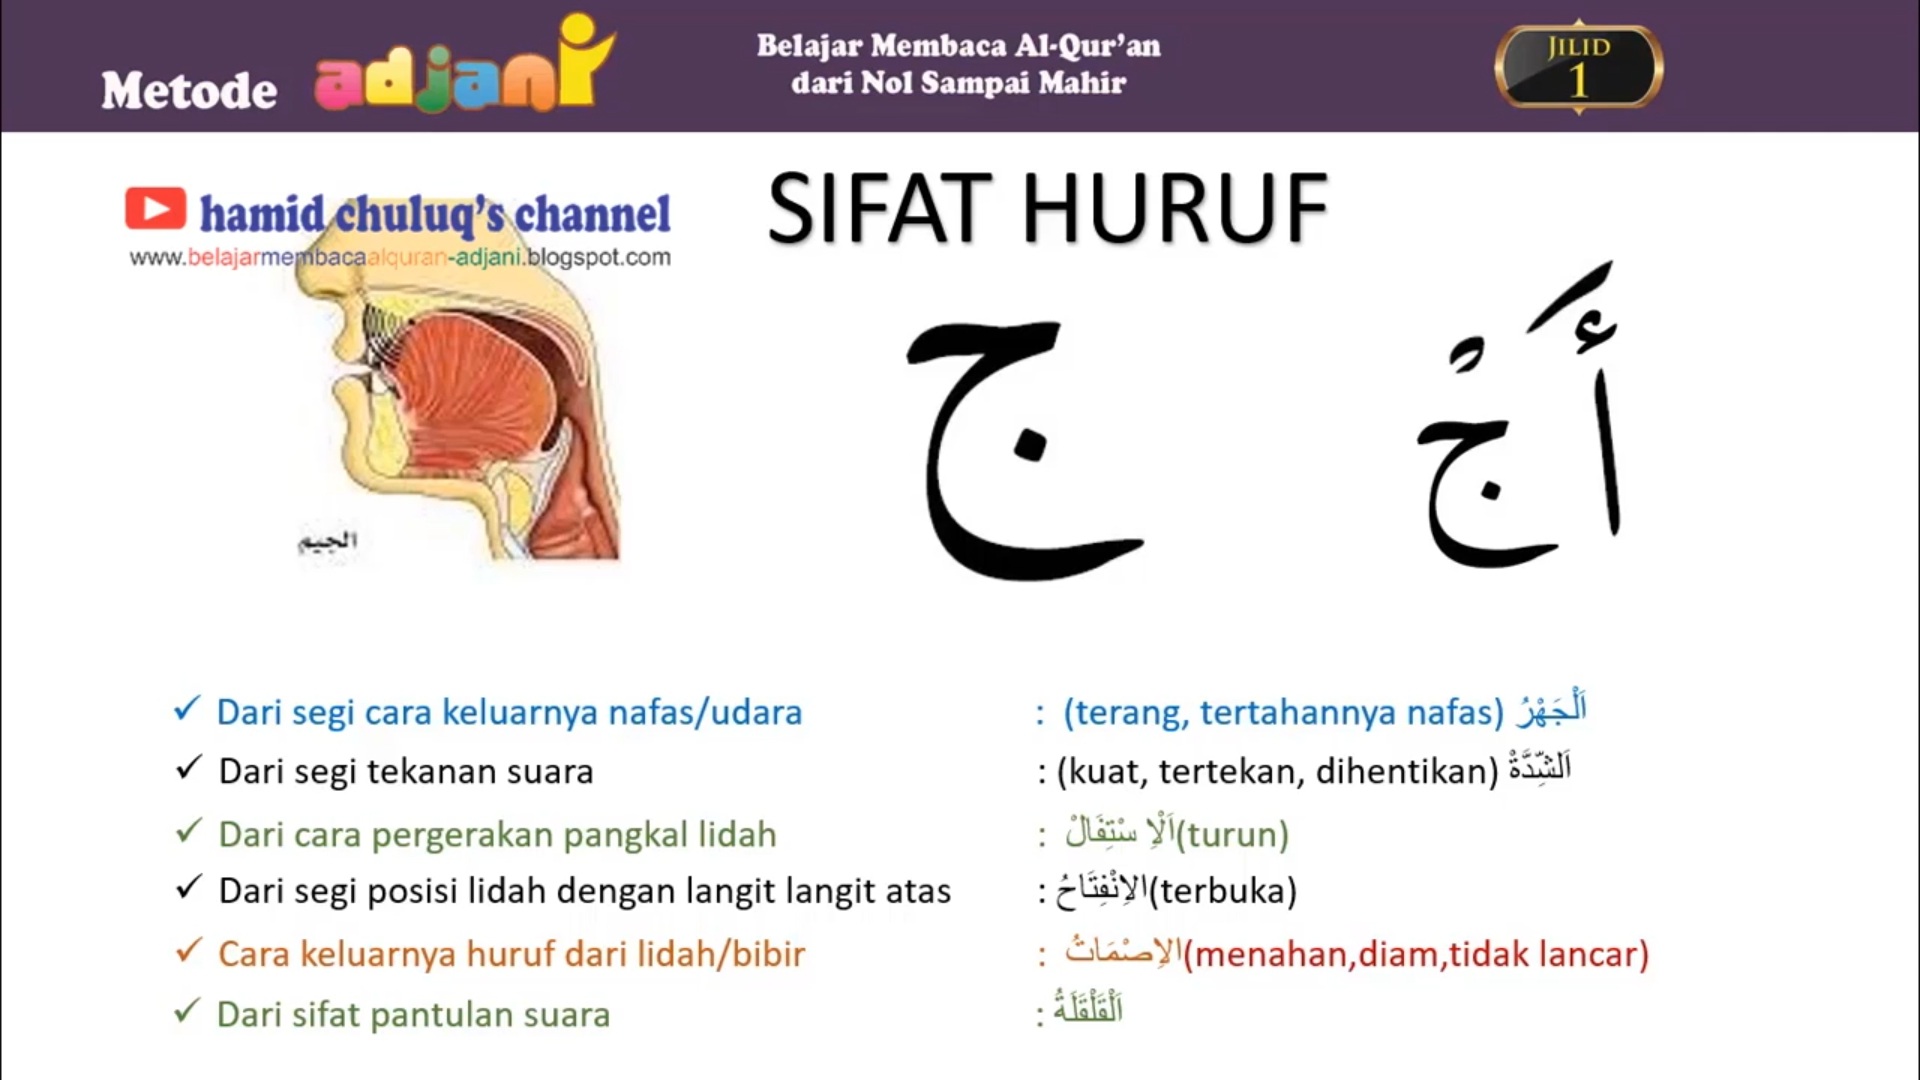 Metode adjani
Belajar Membaca Al-Qur’an
dari Nol Sampai Mahir
JILID
1
hamid chuluq’s channel
www.belajarmembacaalquran-adjani.blogspot.com
SIFAT HURUF
ج
أَجْ
الجيم
✓ Dari segi cara keluarnya nafas/udara : (terang, tertahannya nafas) اَلْجَهْرُ
✓ Dari segi tekanan suara : (kuat, tertekan, dihentikan) اَلشِّدَّةْ
✓ Dari cara pergerakan pangkal lidah : اَلْاِ سْتِفَالْ(turun)
✓ Dari segi posisi lidah dengan langit langit atas : الاِنْفِتَاحُ(terbuka)
✓ Cara keluarnya huruf dari lidah/bibir : الاِصْمَاتُ(menahan,diam,tidak lancar)
✓ Dari sifat pantulan suara : اَلْقَلْقَلَةُ